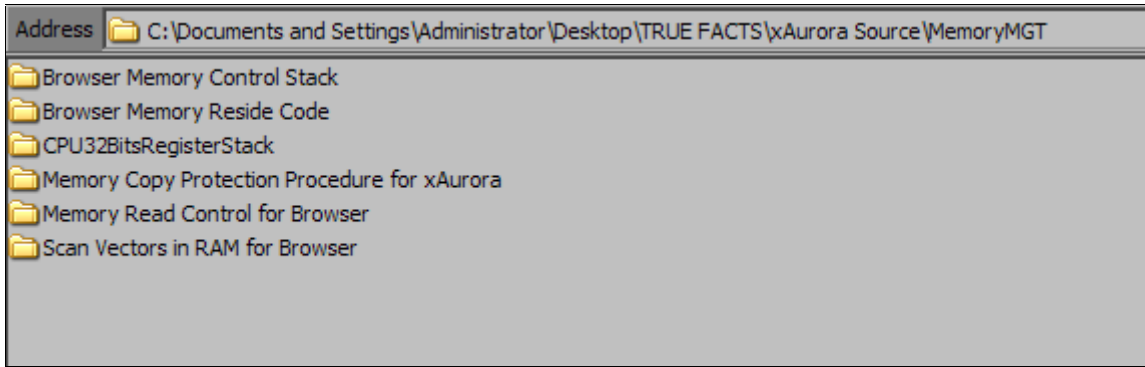 Address C:\Documents and Settings\Administrator\Desktop\TRUE FACTS\xAurora Source\MemoryMGT
Browser Memory Control Stack
Browser Memory Reside Code
CPU32BitsRegisterStack
Memory Copy Protection Procedure for xAurora
Memory Read Control for Browser
Scan Vectors in RAM for Browser